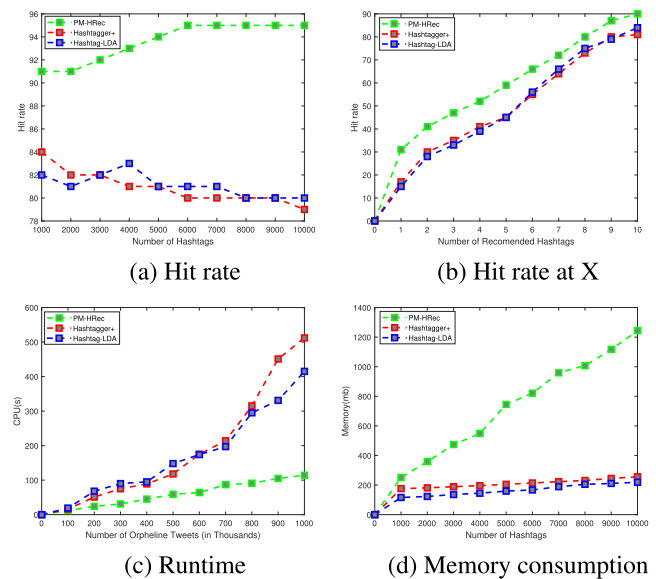 96
94
92
90
88
86
84
82
80
78
Hit rate
PM-HRec
Hashtagger+
Hashtag-LDA
1000 2000 3000 4000 5000 6000 7000 8000 9000 10000
Number of Hashtags
(a) Hit rate
90
80
70
60
50
40
30
20
10
0
Hit rate
PM-HRec
Hashtagger+
Hashtag-LDA
0 1 2 3 4 5 6 7 8 9 10
Number of Recomended Hashtags
(b) Hit rate at X
600
500
400
300
200
100
0
CPU(s)
PM-HRec
Hashtagger+
Hashtag-LDA
0 100 200 300 400 500 600 700 800 900 1000
Number of Orpheline Tweets (in Thousands)
(c) Runtime
1400
1200
1000
800
600
400
200
0
Memory(mb)
PM-HRec
Hashtagger+
Hashtag-LDA
0 1000 2000 3000 4000 5000 6000 7000 8000 9000 10000
Number of Hashtags
(d) Memory consumption